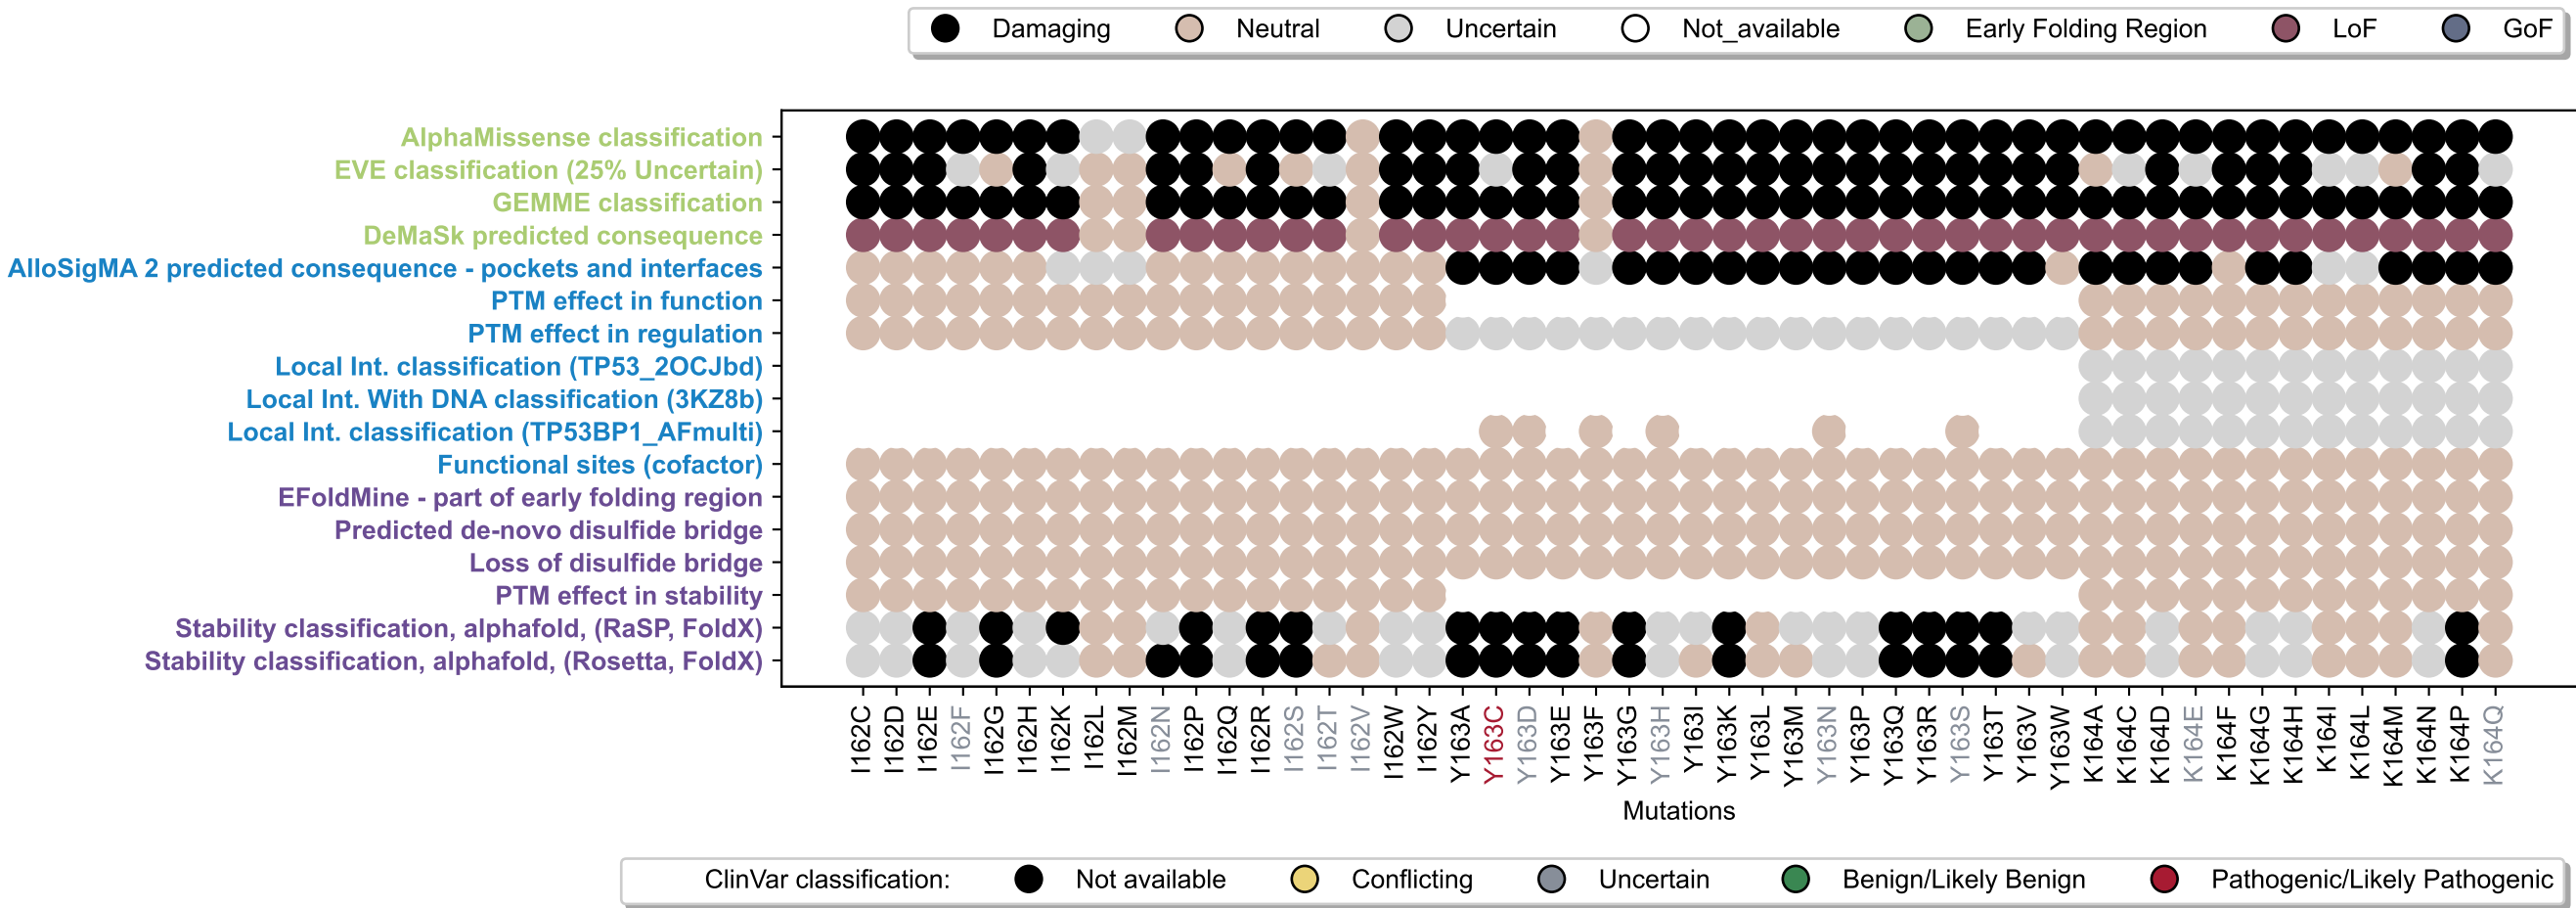 Damaging Neutral Uncertain Not_available Early Folding Region LoF GoF
AlphaMissense classification
EVE classification (25% Uncertain)
GEMME classification
DeMaSk predicted consequence
AlloSigMA 2 predicted consequence - pockets and interfaces
PTM effect in function
PTM effect in regulation
Local Int. classification (TP53_2OCJbd)
Local Int. With DNA classification (3KZ8b)
Local Int. classification (TP53BP1_AFmulti)
Functional sites (cofactor)
EFoldMine - part of early folding region
Predicted de-novo disulfide bridge
Loss of disulfide bridge
PTM effect in stability
Stability classification, alphafold, (RaSP, FoldX)
Stability classification, alphafold, (Rosetta, FoldX)
I162C I162D I162E I162F I162G I162H I162K I162L I162M I162N I162P I162Q I162R I162S I162T I162V I162W I162Y Y163A Y163C Y163D Y163E Y163F Y163G Y163H Y163I Y163K Y163L Y163M Y163N Y163P Y163Q Y163R Y163S Y163T Y163V Y163W K164A K164C K164D K164E K164F K164G K164H K164I K164L K164M K164N K164P K164Q
Mutations
ClinVar classification: Not available Conflicting Uncertain Benign/Likely Benign Pathogenic/Likely Pathogenic